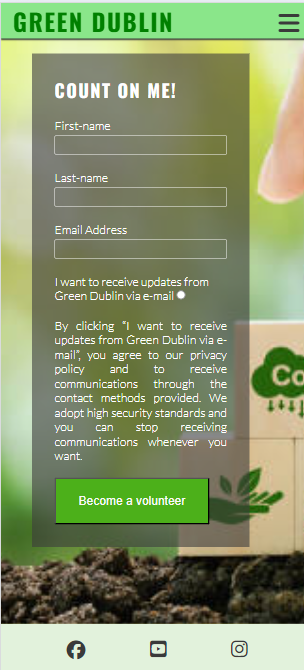 GREEN DUBLIN
COUNT ON ME!
First-name
Last-name
Email Address
I want to receive updates from
Green Dublin via e-mail
By clicking “I want to receive
updates from Green Dublin via e-
mail”, you agree to our privacy
policy and to receive
communications through the
contact methods provided. We
adopt high security standards and
you can stop receiving
communications whenever you
want.
Become a volunteer
Co